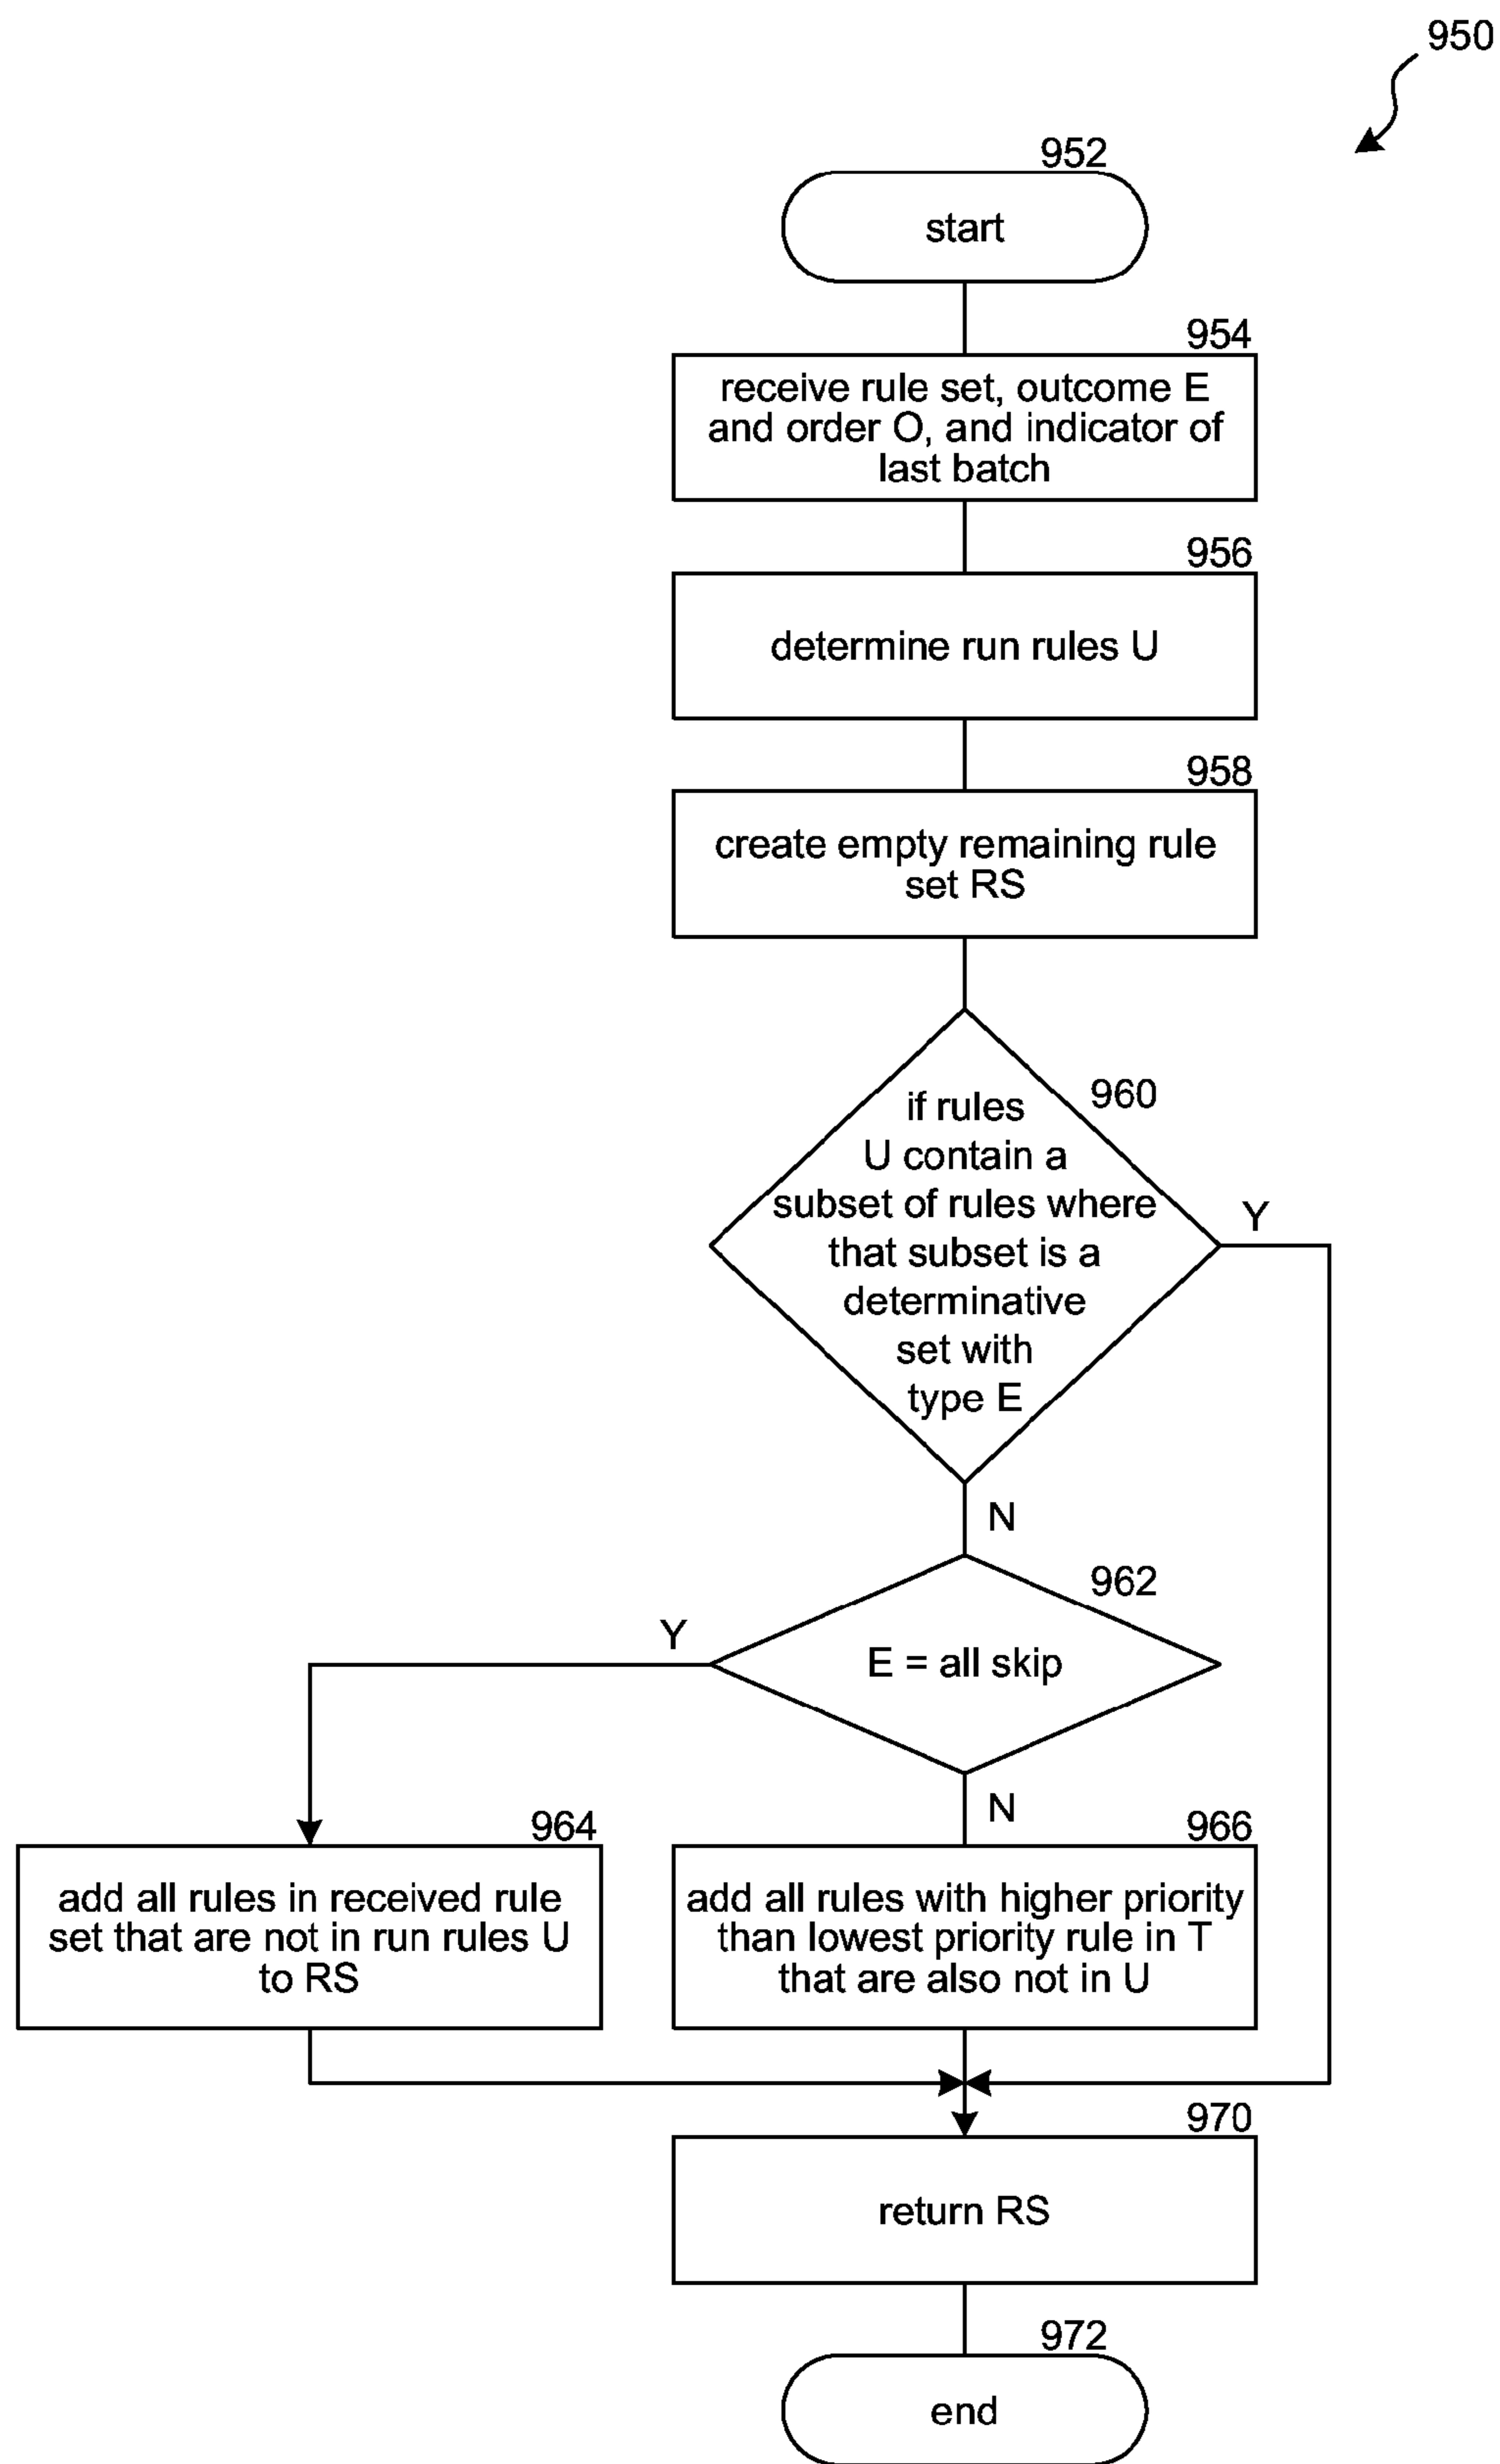 950
952
start
954
receive rule set, outcome E
and order O, and indicator of
last batch
956
determine run rules U
958
create empty remaining rule
set RS
960
if rules
U contain a
subset of rules where
that subset is a
determinative
set with
type E
Y
N
962
E = all skip
Y
N
964
add all rules in received rule
set that are not in run rules U
to RS
966
add all rules with higher priority
than lowest priority rule in T
that are also not in U
970
return RS
972
end